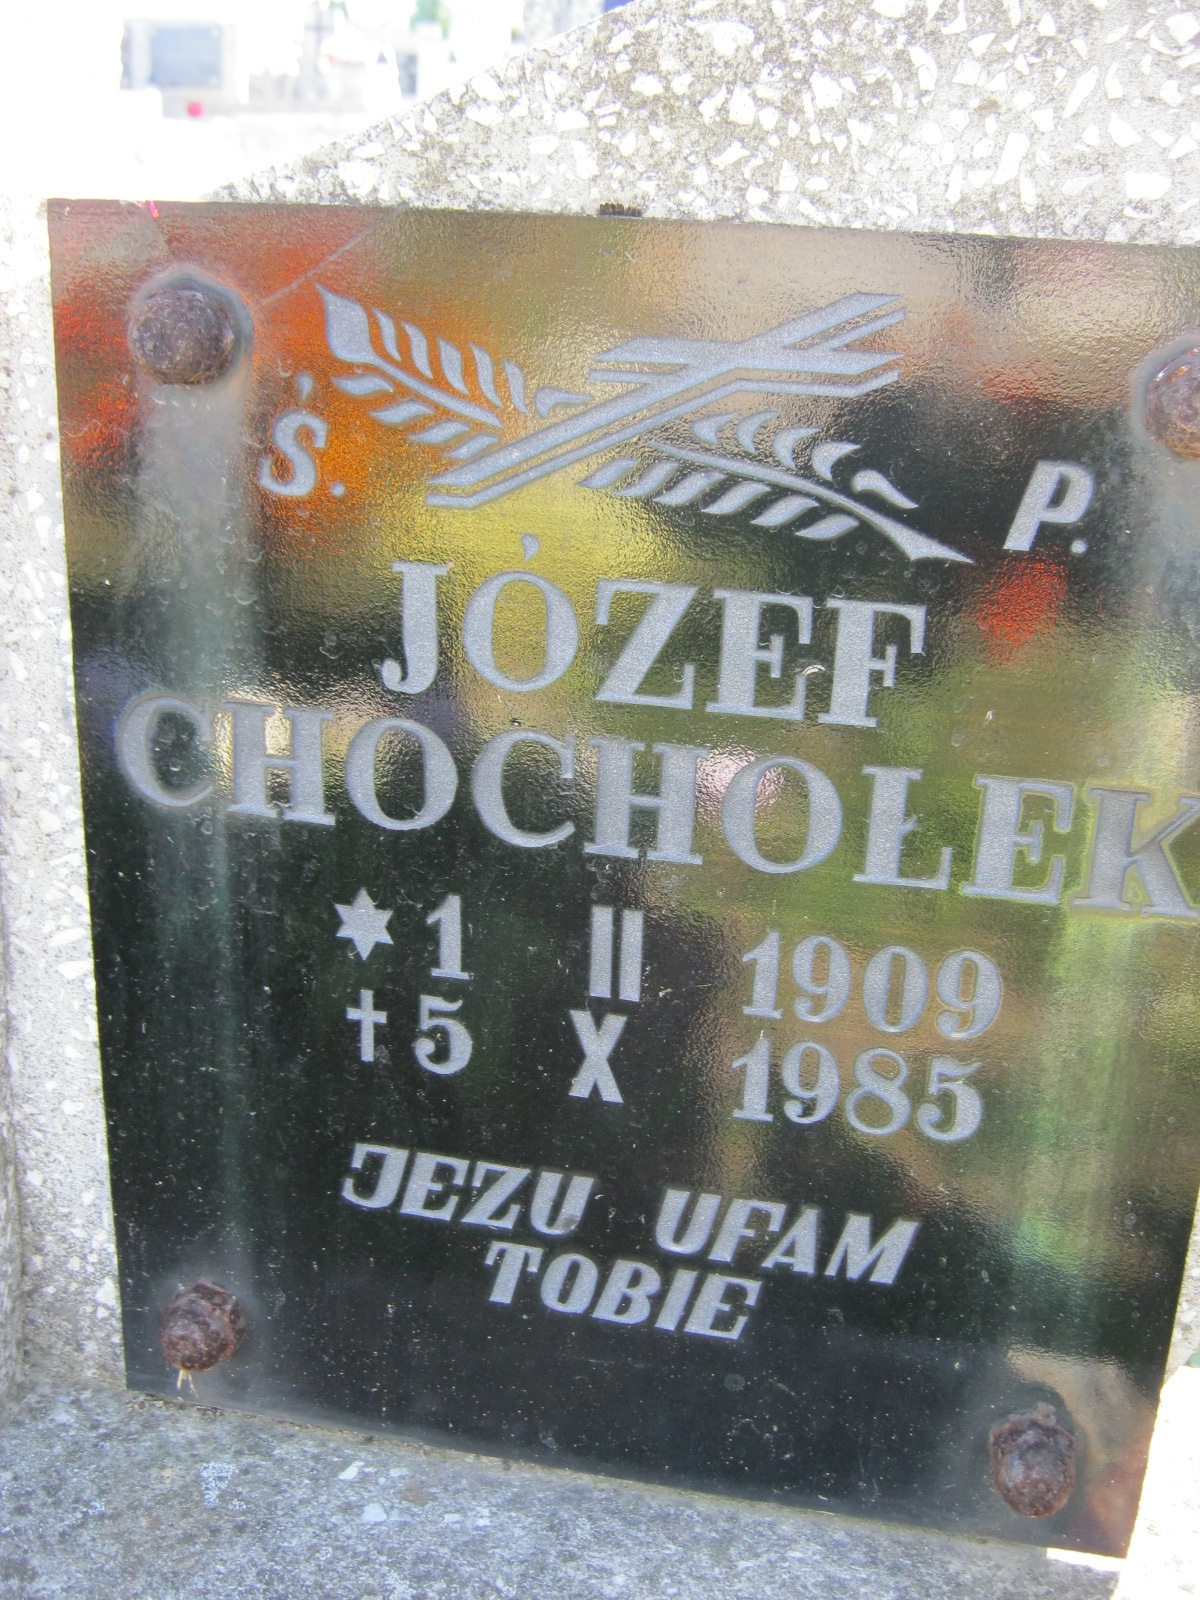 Ś. P.
JÓZEF
CHOCHOŁEK
✶ 1 II 1909
✝ 5 X 1985
JEZU UFAM
TOBIE